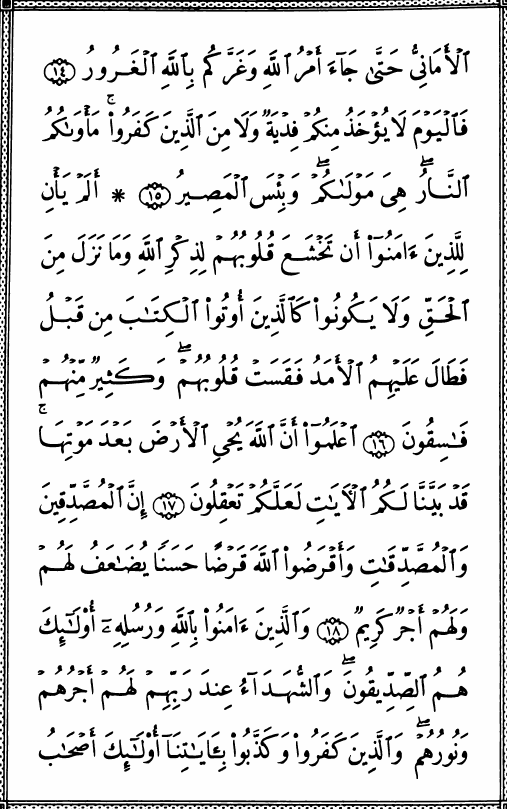 ٱلْأَمَانِىُّ حَتَّىٰ جَآءَ أَمْرُ ٱللَّهِ وَغَرَّكُم بِٱللَّهِ ٱلْغَرُورُ ١٤
فَٱلْيَوْمَ لَا يُؤْخَذُ مِنكُمْ فِدْيَةٌ وَلَا مِنَ ٱلَّذِينَ كَفَرُوا۟ ۚ مَأْوَىٰكُمُ
ٱلنَّارُ ۖ هِىَ مَوْلَىٰكُمْ ۖ وَبِئْسَ ٱلْمَصِيرُ ١٥ * أَلَمْ يَأْنِ
لِلَّذِينَ ءَامَنُوٓا۟ أَن تَخْشَعَ قُلُوبُهُمْ لِذِكْرِ ٱللَّهِ وَمَا نَزَلَ مِنَ
ٱلْحَقِّ وَلَا يَكُونُوا۟ كَٱلَّذِينَ أُوتُوا۟ ٱلْكِتَٰبَ مِن قَبْلُ
فَطَالَ عَلَيْهِمُ ٱلْأَمَدُ فَقَسَتْ قُلُوبُهُمْ ۖ وَكَثِيرٌ مِّنْهُمْ
فَٰسِقُونَ ١٦ ٱعْلَمُوٓا۟ أَنَّ ٱللَّهَ يُحْىِ ٱلْأَرْضَ بَعْدَ مَوْتِهَا ۚ
قَدْ بَيَّنَّا لَكُمُ ٱلْءَايَٰتِ لَعَلَّكُمْ تَعْقِلُونَ ١٧ إِنَّ ٱلْمُصَّدِّقِينَ
وَٱلْمُصَّدِّقَٰتِ وَأَقْرَضُوا۟ ٱللَّهَ قَرْضًا حَسَنًا يُضَٰعَفُ لَهُمْ
وَلَهُمْ أَجْرٌ كَرِيمٌ ١٨ وَٱلَّذِينَ ءَامَنُوا۟ بِٱللَّهِ وَرُسُلِهِۦٓ أُو۟لَٰٓئِكَ
هُمُ ٱلصِّدِّيقُونَ ۖ وَٱلشُّهَدَآءُ عِندَ رَبِّهِمْ لَهُمْ أَجْرُهُمْ
وَنُورُهُمْ ۖ وَٱلَّذِينَ كَفَرُوا۟ وَكَذَّبُوا۟ بِـَٔايَٰتِنَآ أُو۟لَٰٓئِكَ أَصْحَٰبُ